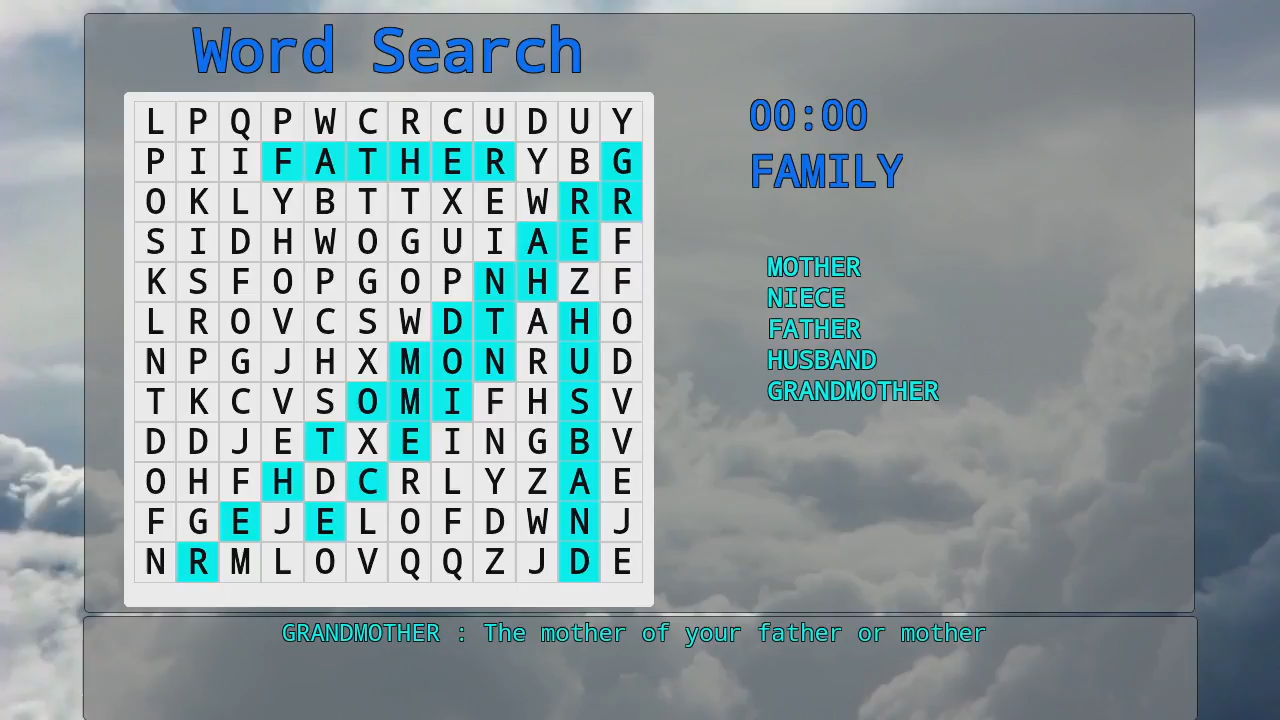 Word Search
L P Q P W C R C U D U Y
P I I F A T H E R Y B G
O K L Y B T T X E W R R
S I D H W O G U I A E F
K S F O P G O P N H Z F
L R O V C S W D T A H O
N P G J H X M O N R U D
T K C V S O M I F H S V
D D J E T X E I N G B V
O H F H D C R L Y Z A E
F G E J E L O F D W N J
N R M L O V Q Q Z J D E
00:00
FAMILY
MOTHER
NIECE
FATHER
HUSBAND
GRANDMOTHER
GRANDMOTHER : The mother of your father or mother